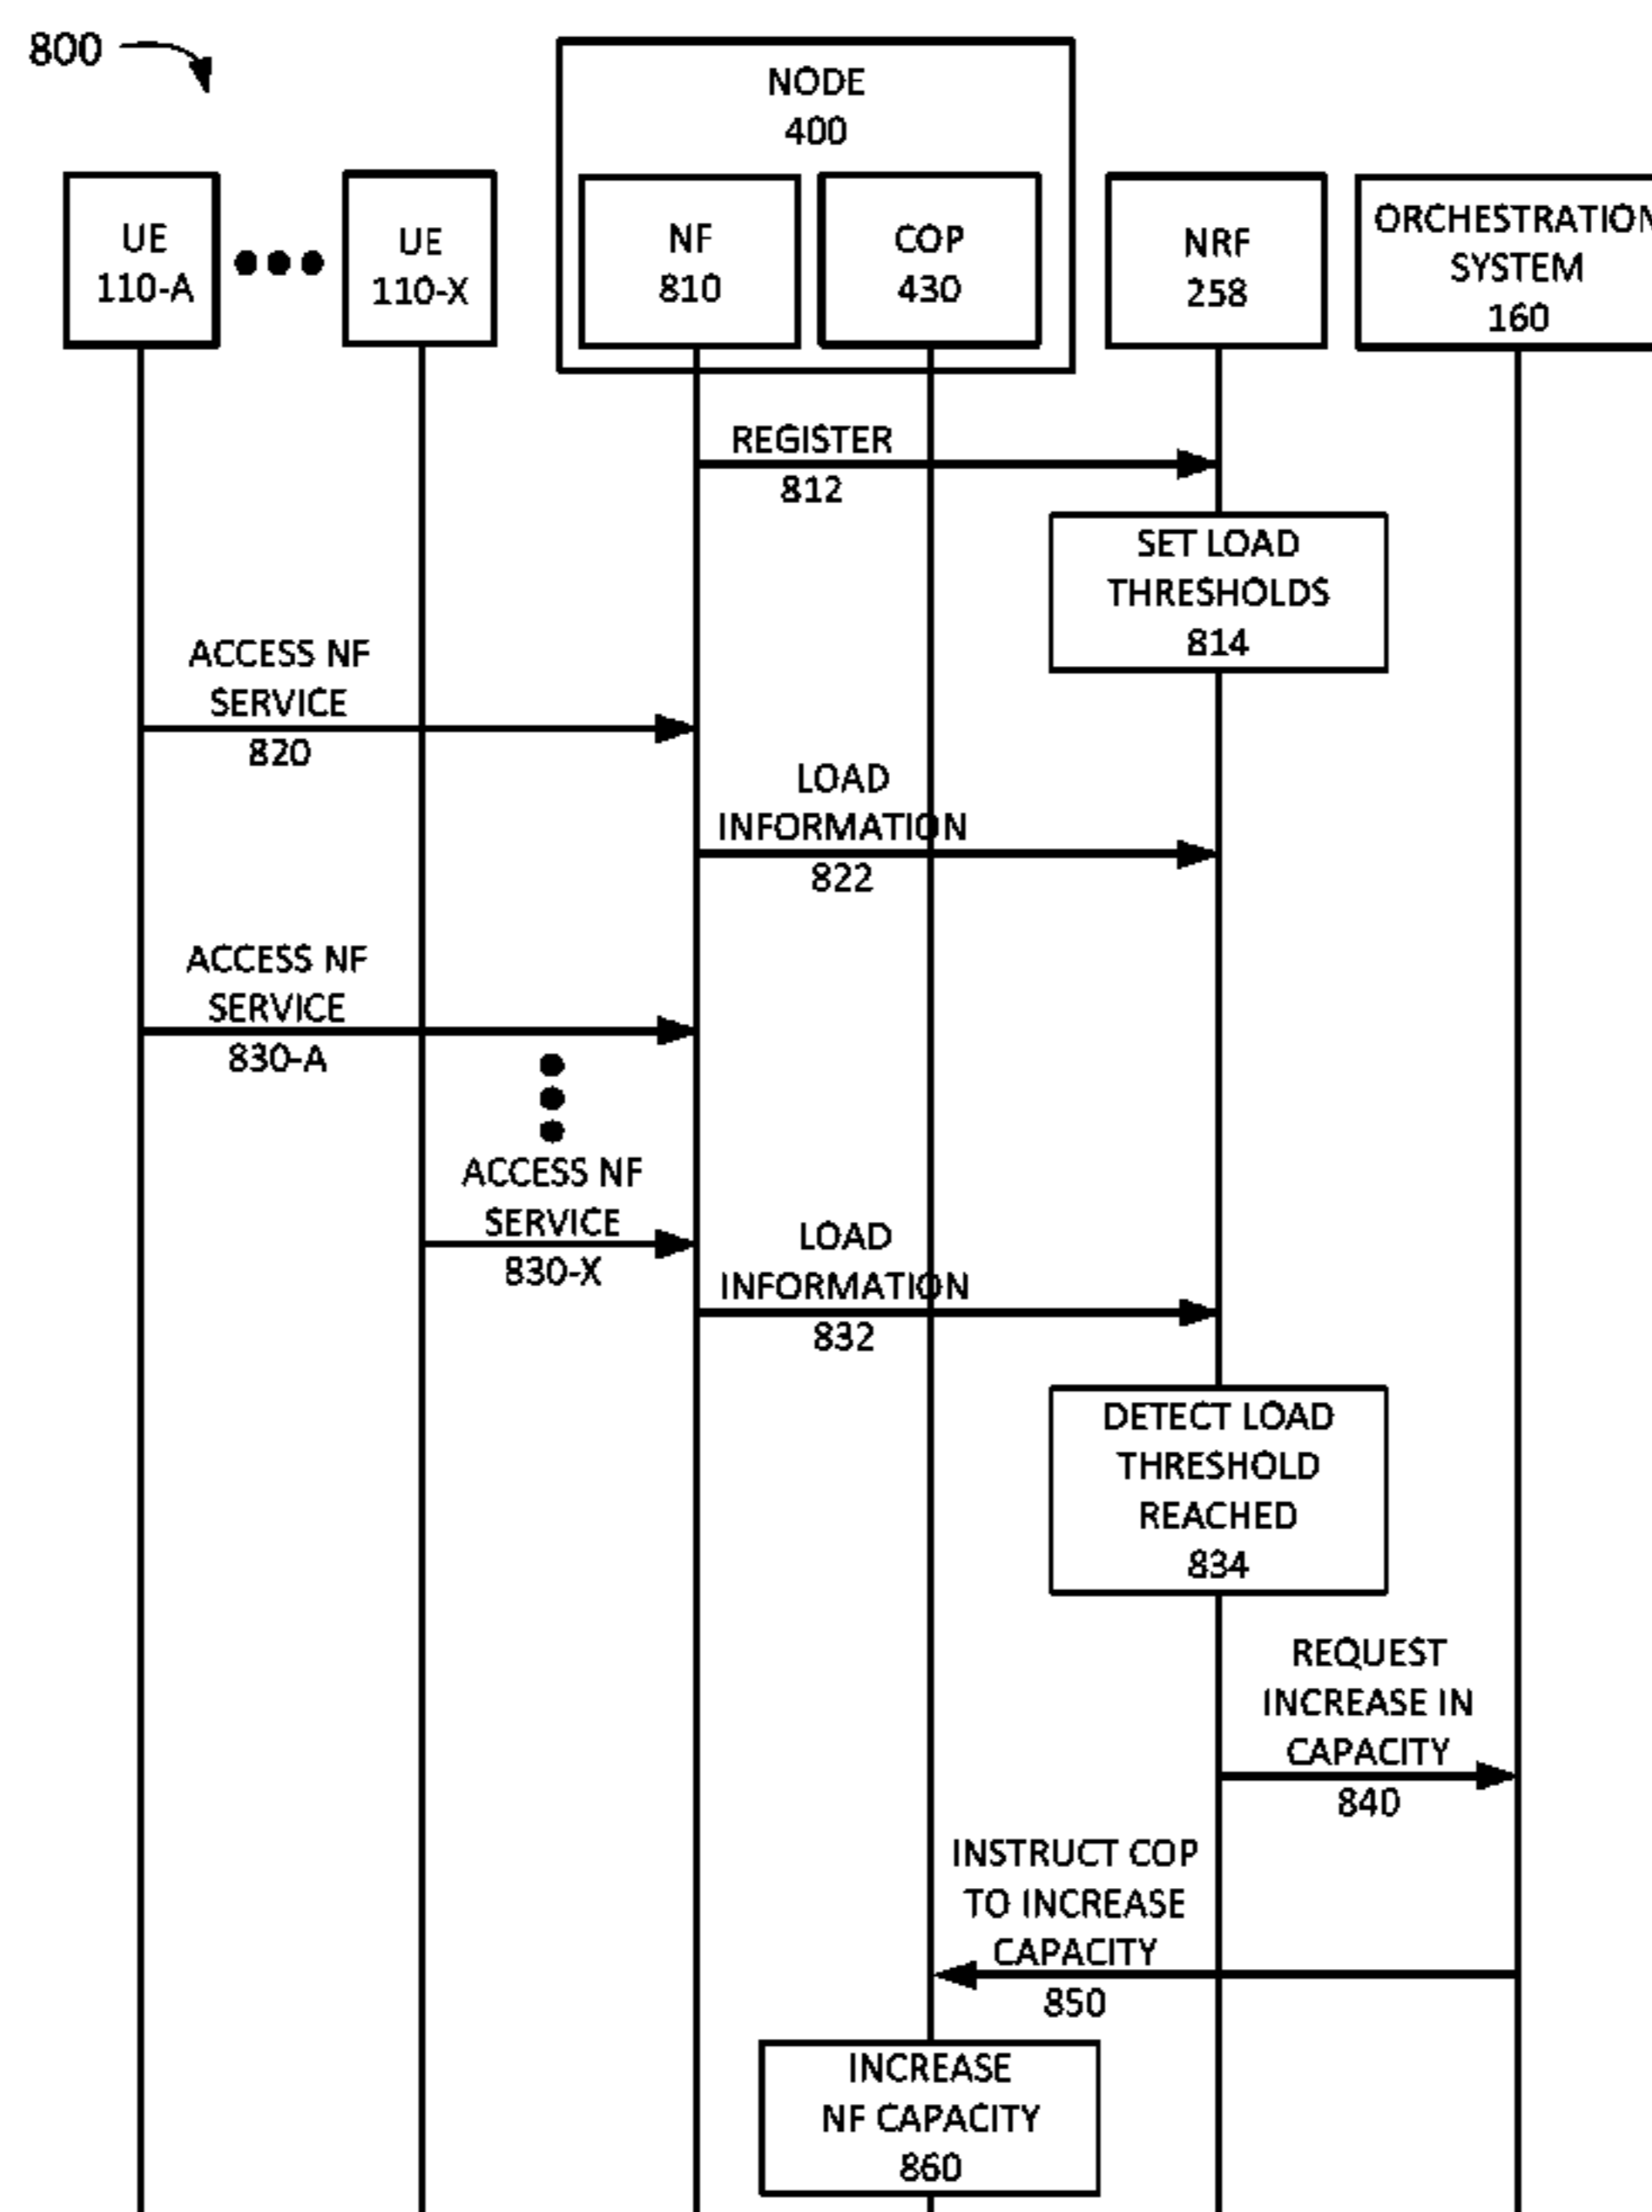 800
NODE
400
UE
110-A
UE
110-X
NF
810
COP
430
NRF
258
ORCHESTRATION
SYSTEM
160
REGISTER
812
SET LOAD
THRESHOLDS
814
ACCESS NF
SERVICE
820
LOAD
INFORMATION
822
ACCESS NF
SERVICE
830-A
ACCESS NF
SERVICE
830-X
LOAD
INFORMATION
832
DETECT LOAD
THRESHOLD
REACHED
834
REQUEST
INCREASE IN
CAPACITY
840
INSTRUCT COP
TO INCREASE
CAPACITY
850
INCREASE
NF CAPACITY
860